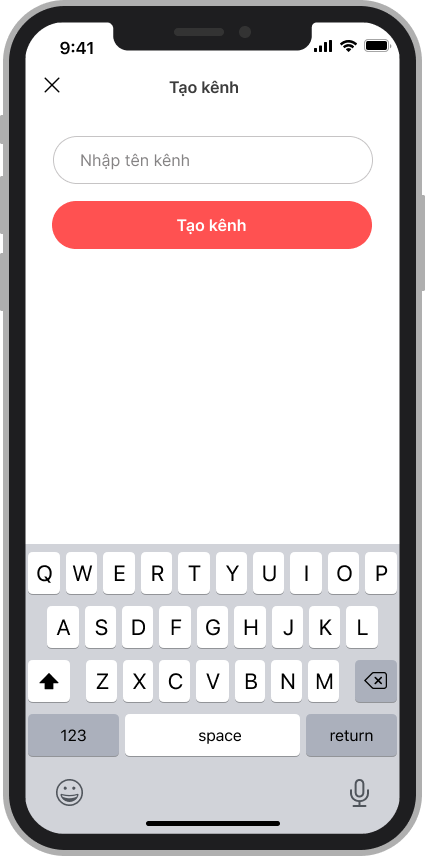 9:41
Tạo kênh
Nhập tên kênh
Tạo kênh
Q W E R T Y U I O P
A S D F G H J K L
Z X C V B N M
123 space return